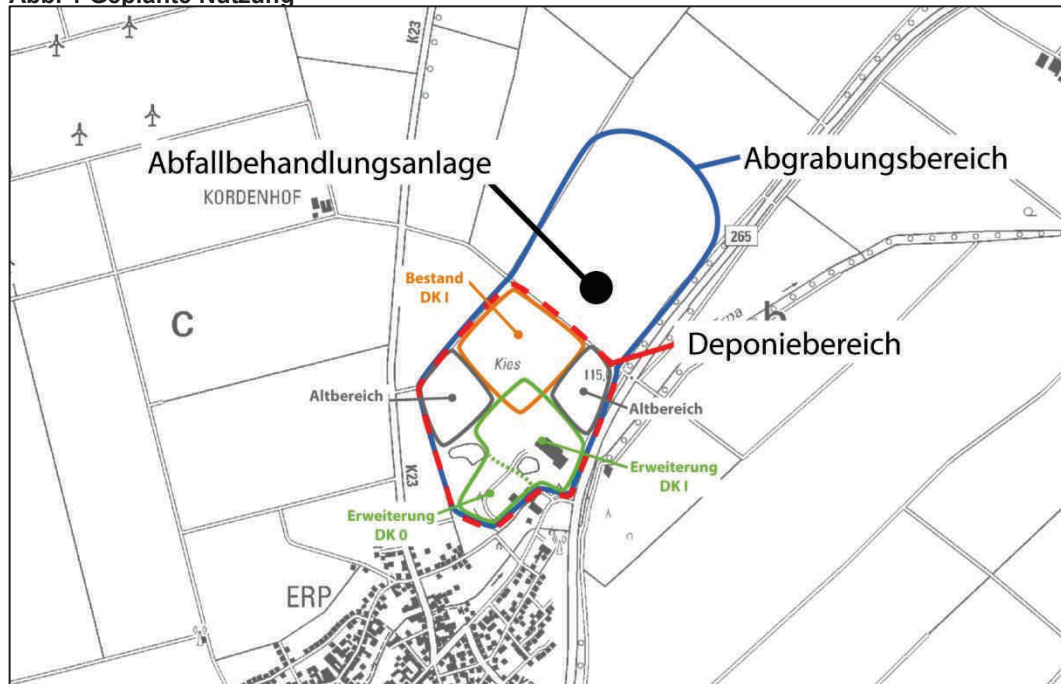 Abb. 1 Geplante Nutzung
K23
Abfallbehandlungsanlage
Abgrabungsbereich
KORDENHOF
265
Bestand
DK I
C
h
Deponiebereich
Kies
115,
Altbereich
Altbereich
K23
Erweiterung
DK I
Erweiterung
DK 0
ERP